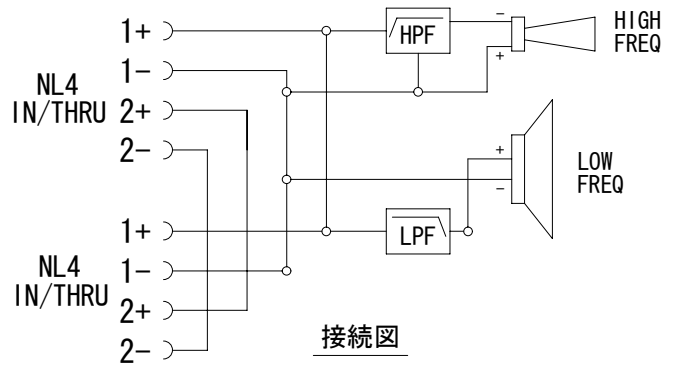 1+
1-
NL4
IN/THRU
2+
2-
1+
1-
NL4
IN/THRU
2+
2-
HPF
-
+
HIGH
FREQ
+
-
LOW
FREQ
LPF
接続図